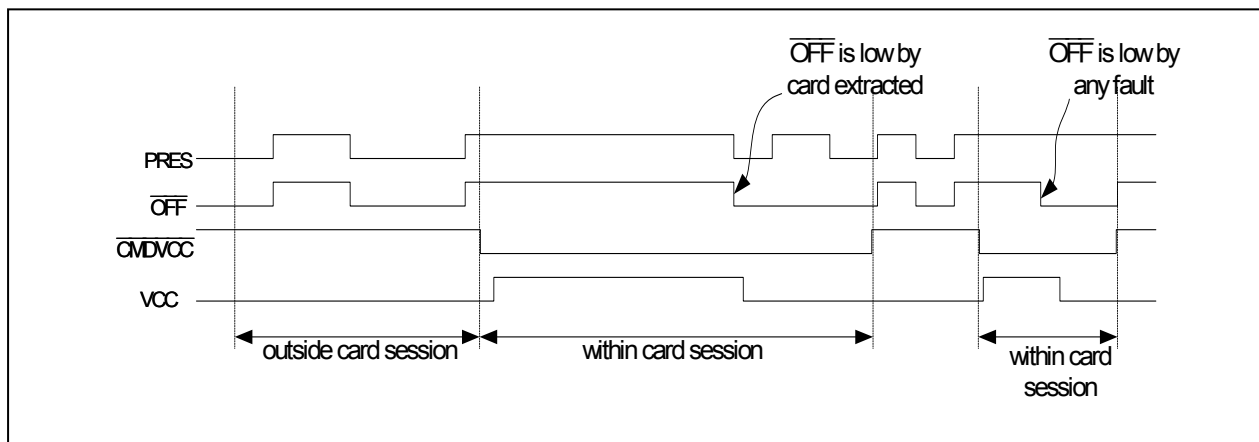 OFF is low by
card extracted
OFF is low by
any fault
PRES
OFF
CMDVCC
VCC
outside card session
within card session
within card
session